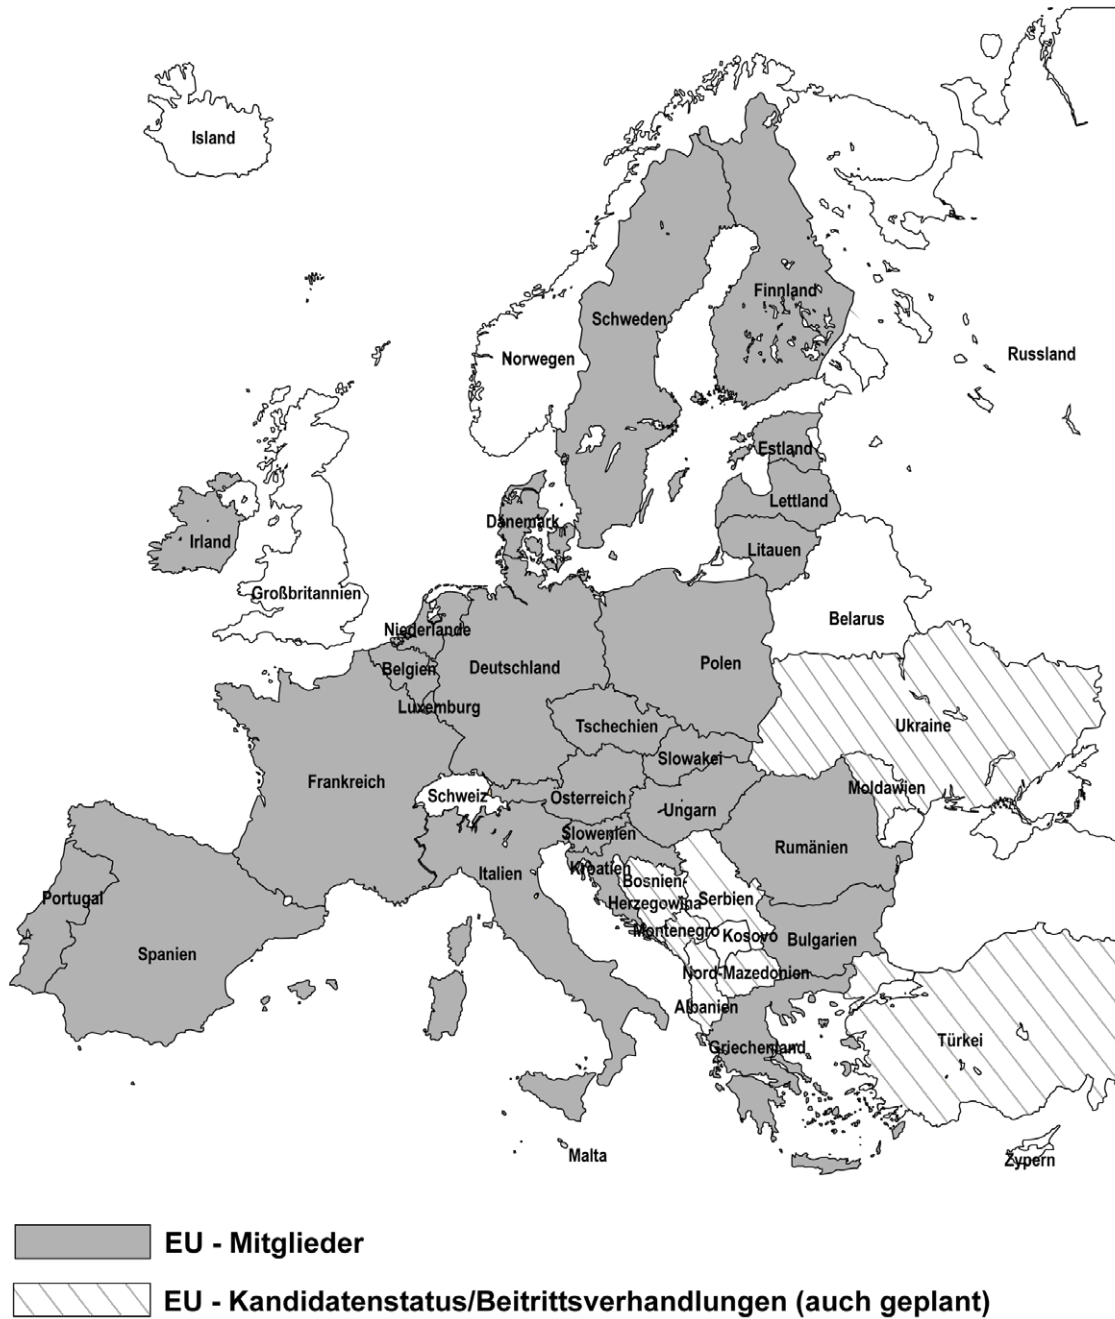 Island
Finnland
Schweden
Norwegen
Russland
Estland
Lettland
Dänemark
Irland
Litauen
Großbritannien
Belarus
Niederlande
Belgien
Deutschland
Polen
Luxemburg
Tschechien
Ukraine
Slowakei
Frankreich
Schweiz
Österreich
Moldawien
Ungarn
Slowenien
Rumänien
Kroatien
Italien
Bosnien-
Herzegowina
Serbien
Portugal
Montenegro
Kosovo
Bulgarien
Spanien
Nord-Mazedonien
Albanien
Griechenland
Türkei
Malta
Zypern
EU - Mitglieder
EU - Kandidatenstatus/Beitrittsverhandlungen (auch geplant)